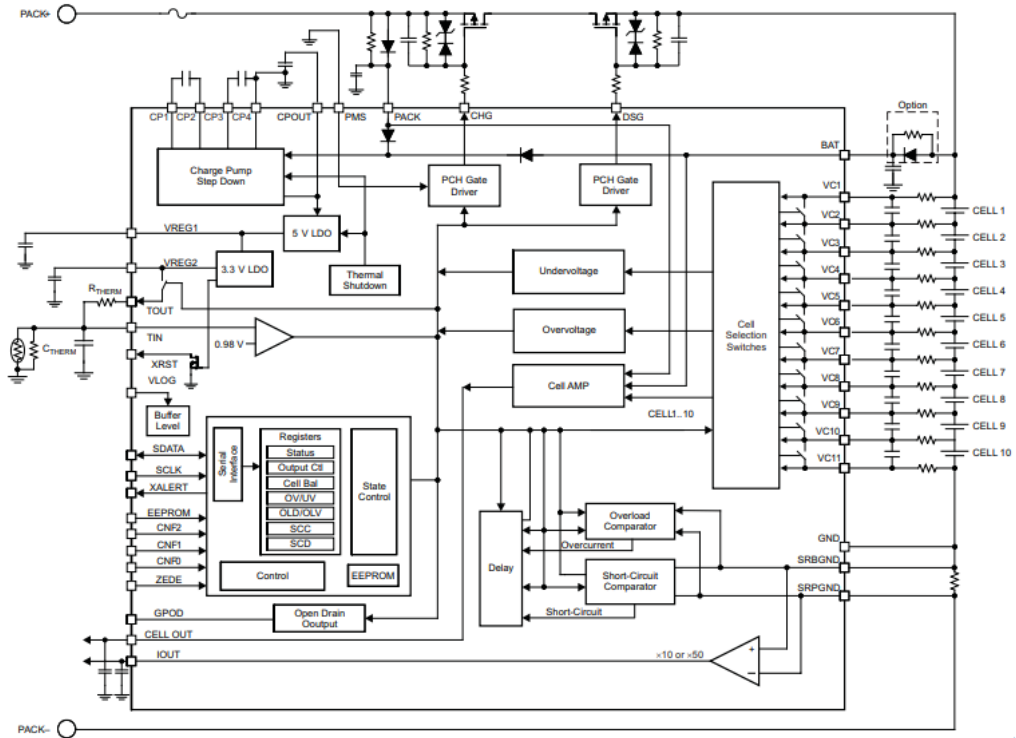 PACK+
Option
CP1
CP2
CP3
CP4
CPOUT
PMS
PACK
CHG
DSG
BAT
Charge Pump
Step Down
PCH Gate
Driver
PCH Gate
Driver
VC1
VC2
VC3
VC4
VC5
VC6
VC7
VC8
VC9
VC10
VC11
CELL 1
CELL 2
CELL 3
CELL 4
CELL 5
CELL 6
CELL 7
CELL 8
CELL 9
CELL 10
VREG1
5 V LDO
VREG2
3.3 V LDO
Thermal
Shutdown
Undervoltage
Overvoltage
Cell AMP
CELL1..10
Cell
Selection
Switches
RTHERM
TOUT
TIN
CTHERM
0.98 V
XRST
VLOG
Buffer
Level
SDATA
SCLK
XALERT
EEPROM
CNF2
CNF1
CNF0
ZEDE
GPOD
CELL OUT
IOUT
Serial
Interface
Registers
Status
Output Ctl
Cell Bal
OV/UV
OLD/OLV
SCC
SCD
State
Control
Control
EEPROM
Open Drain
Ooutput
Delay
Overload
Comparator
Overcurrent
Short-Circuit
Comparator
Short-Circuit
GND
SRBGND
SRPGND
×10 or ×50
+
−
PACK–